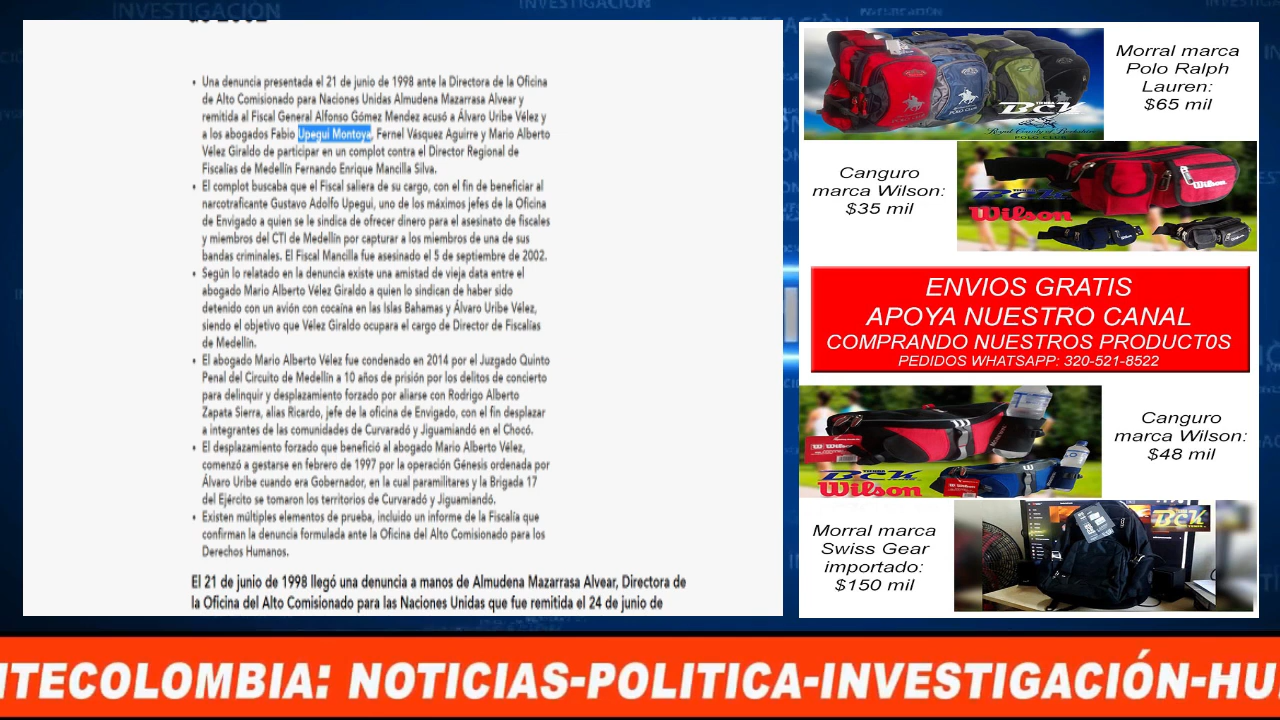 de 2002
INVESTIGACIÓN
• Una denuncia presentada el 21 de junio de 1998 ante la Directora de la Oficina
de Alto Comisionado para Naciones Unidas Almudena Mazarrasa Alvear y
remitida al Fiscal General Alfonso Gómez Mendez acusó a Álvaro Uribe Vélez y
a los abogados Fabio Upeguí Montoya, Fernel Vásquez Aguirre y Mario Alberto
Vélez Giraldo de participar en un complot contra el Director Regional de
Fiscalías de Medellín Fernando Enrique Mancilla Silva.
• El complot buscaba que el Fiscal saliera de su cargo, con el fin de beneficiar al
narcotraficante Gustavo Adolfo Upegui, uno de los máximos jefes de la Oficina
de Envigado a quien se le sindica de ofrecer dinero para el asesinato de fiscales
y miembros del CTI de Medellín por capturar a los miembros de una de sus
bandas criminales. El Fiscal Mancilla fue asesinado el 5 de septiembre de 2002.
• Según lo relatado en la denuncia existe una amistad de vieja data entre el
abogado Mario Alberto Vélez Giraldo a quien lo sindican de haber sido
detenido con un avión con cocaína en las Islas Bahamas y Álvaro Uribe Vélez,
siendo el objetivo que Vélez Giraldo ocupara el cargo de Director de Fiscalías
de Medellín.
• El abogado Mario Alberto Vélez fue condenado en 2014 por el Juzgado Quinto
Penal del Circuito de Medellín a 10 años de prisión por los delitos de concierto
para delinquir y desplazamiento forzado por aliarse con Rodrigo Alberto
Zapata Sierra, alias Ricardo, jefe de la oficina de Envigado, con el fin desplazar
a integrantes de las comunidades de Curvaradó y Jiguamiandó en el Chocó.
• El desplazamiento forzado que benefició al abogado Mario Alberto Vélez,
comenzó a gestarse en febrero de 1997 por la operación Génesis ordenada por
Álvaro Uribe cuando era Gobernador, en la cual paramilitares y la Brigada 17
del Ejército se tomaron los territorios de Curvaradó y Jiguamiandó.
• Existen múltiples elementos de prueba, incluido un informe de la Fiscalía que
confirman la denuncia formulada ante la Oficina del Alto Comisionado para los
Derechos Humanos.
El 21 de junio de 1998 llegó una denuncia a manos de Almudena Mazarrasa Alvear, Directora de
la Oficina del Alto Comisionado para las Naciones Unidas que fue remitida el 24 de junio de
Morral marca
Polo Ralph
Lauren:
$65 mil
TIENDA
BCK
Royal County of Berkshire
POLO CLUB
Canguro
marca Wilson:
$35 mil
BCK
Wilson
Wilson
ENVIOS GRATIS
APOYA NUESTRO CANAL
COMPRANDO NUESTROS PRODUCT0S
PEDIDOS WHATSAPP: 320-521-8522
Canguro
marca Wilson:
$48 mil
TIENDA
BCK
Wilson
Morral marca
Swiss Gear
importado:
$150 mil
BCK
ITECOLOMBIA: NOTICIAS-POLITICA-INVESTIGACIÓN-HU